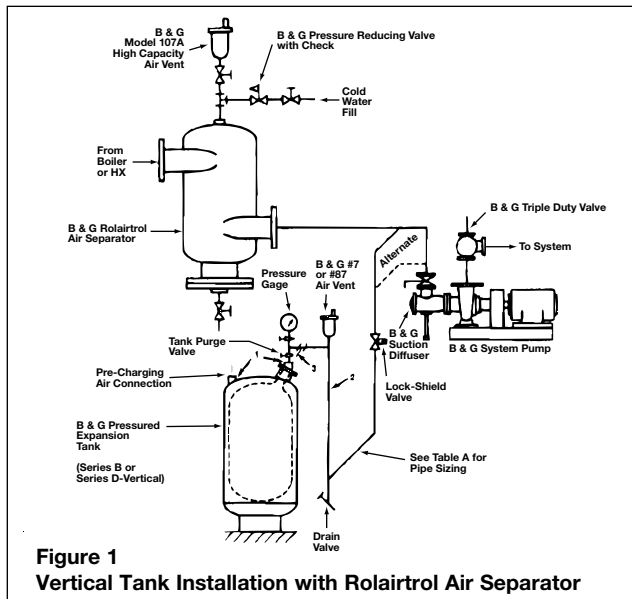 B & G
Model 107A
High Capacity
Air Vent
B & G Pressure Reducing Valve
with Check
Cold
Water
Fill
From
Boiler
or HX
B & G Rolairtrol
Air Separator
B & G Triple Duty Valve
To System
Alternate
B & G #7
or #87
Air Vent
Pressure
Gage
B & G
Suction
Diffuser
B & G System Pump
Tank Purge
Valve
Lock-Shield
Valve
Pre-Charging
Air Connection
1
3
2
B & G Pressured
Expansion
Tank
(Series B or
Series D-Vertical)
See Table A for
Pipe Sizing
Drain
Valve
Figure 1
Vertical Tank Installation with Rolairtrol Air Separator